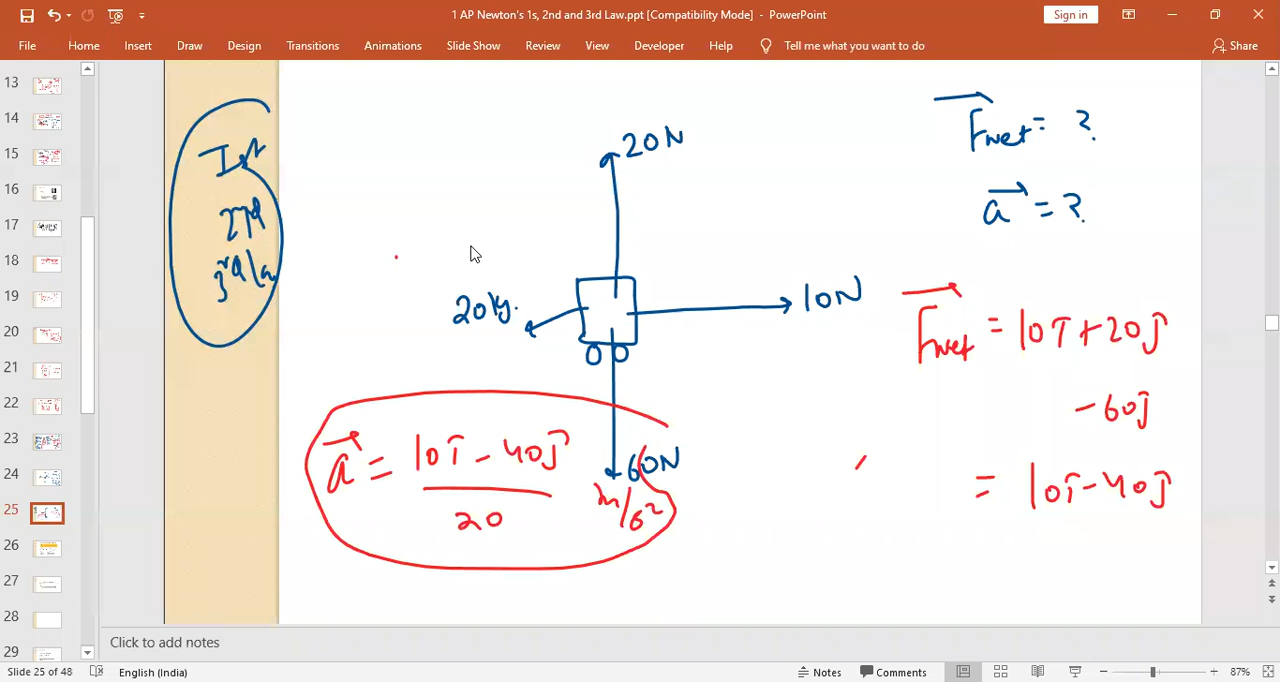 1 AP Newton's 1s, 2nd and 3rd Law.ppt [Compatibility Mode] - PowerPoint
Sign in
File Home Insert Draw Design Transitions Animations Slide Show Review View Developer Help Tell me what you want to do Share
13
14
15
16
17
18
19
20
21
22
23
24
25
26
27
28
29
Ist
2nd
3rd la
20N
10N
20kg.
60N
F⃗net = ?
a⃗ = ?
F⃗net = 10î + 20ĵ
- 60ĵ
= 10î - 40ĵ
a⃗ = 10î - 40ĵ
20
m/s²
Click to add notes
Slide 25 of 48 English (India) Notes Comments 87%